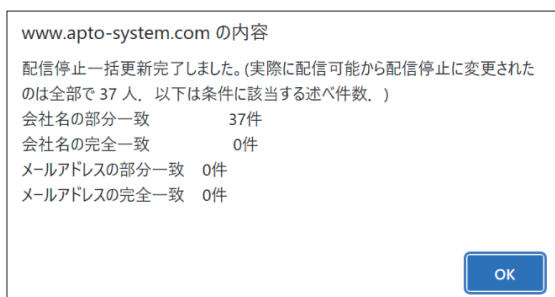 www.apto-system.com の内容
配信停止一括更新完了しました。(実際に配信可能から配信停止に変更された
のは全部で 37 人． 以下は条件に該当する述べ件数．)
会社名の部分一致 37件
会社名の完全一致 0件
メールアドレスの部分一致 0件
メールアドレスの完全一致 0件
OK